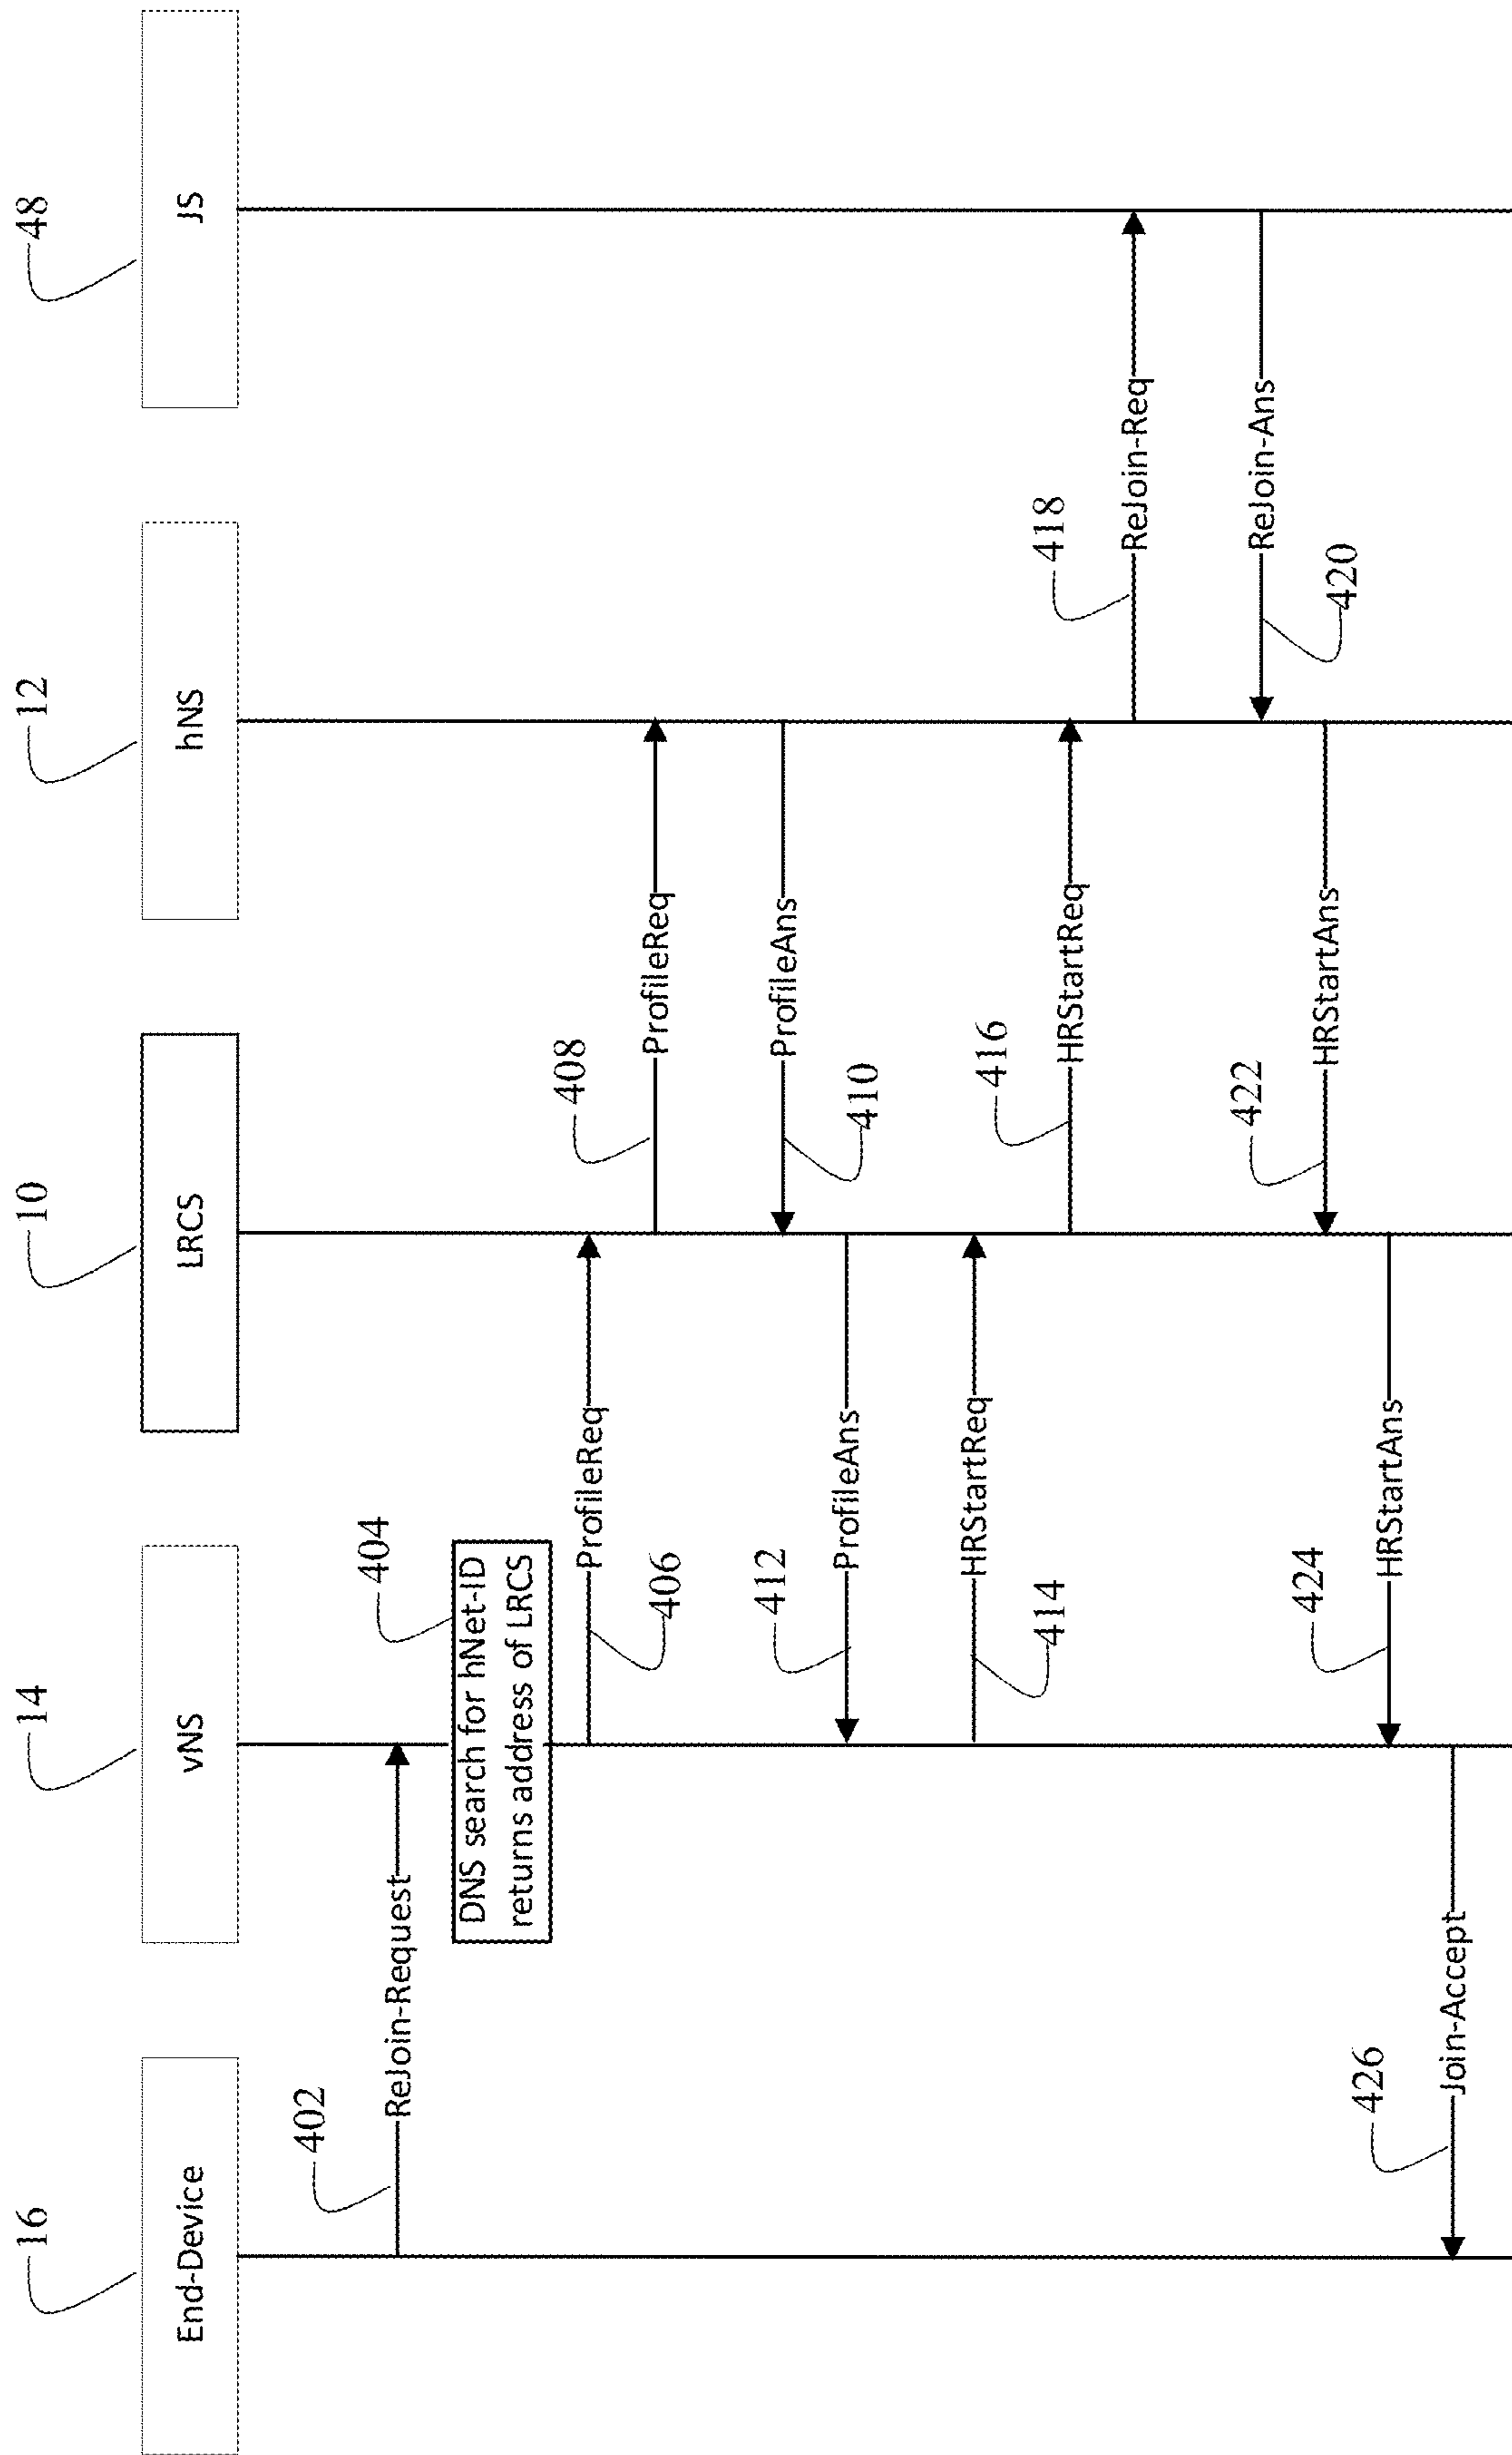 16
14
10
12
48
End-Device
vNS
LRCS
hNS
JS
402
ReJoin-Request
404
DNS search for hNet-ID
returns address of LRCS
ProfileReq
406
408
ProfileReq
ProfileAns
410
412
ProfileAns
HRStartReq
414
416
HRStartReq
418
ReJoin-Req
ReJoin-Ans
420
422
HRStartAns
424
HRStartAns
426
Join-Accept